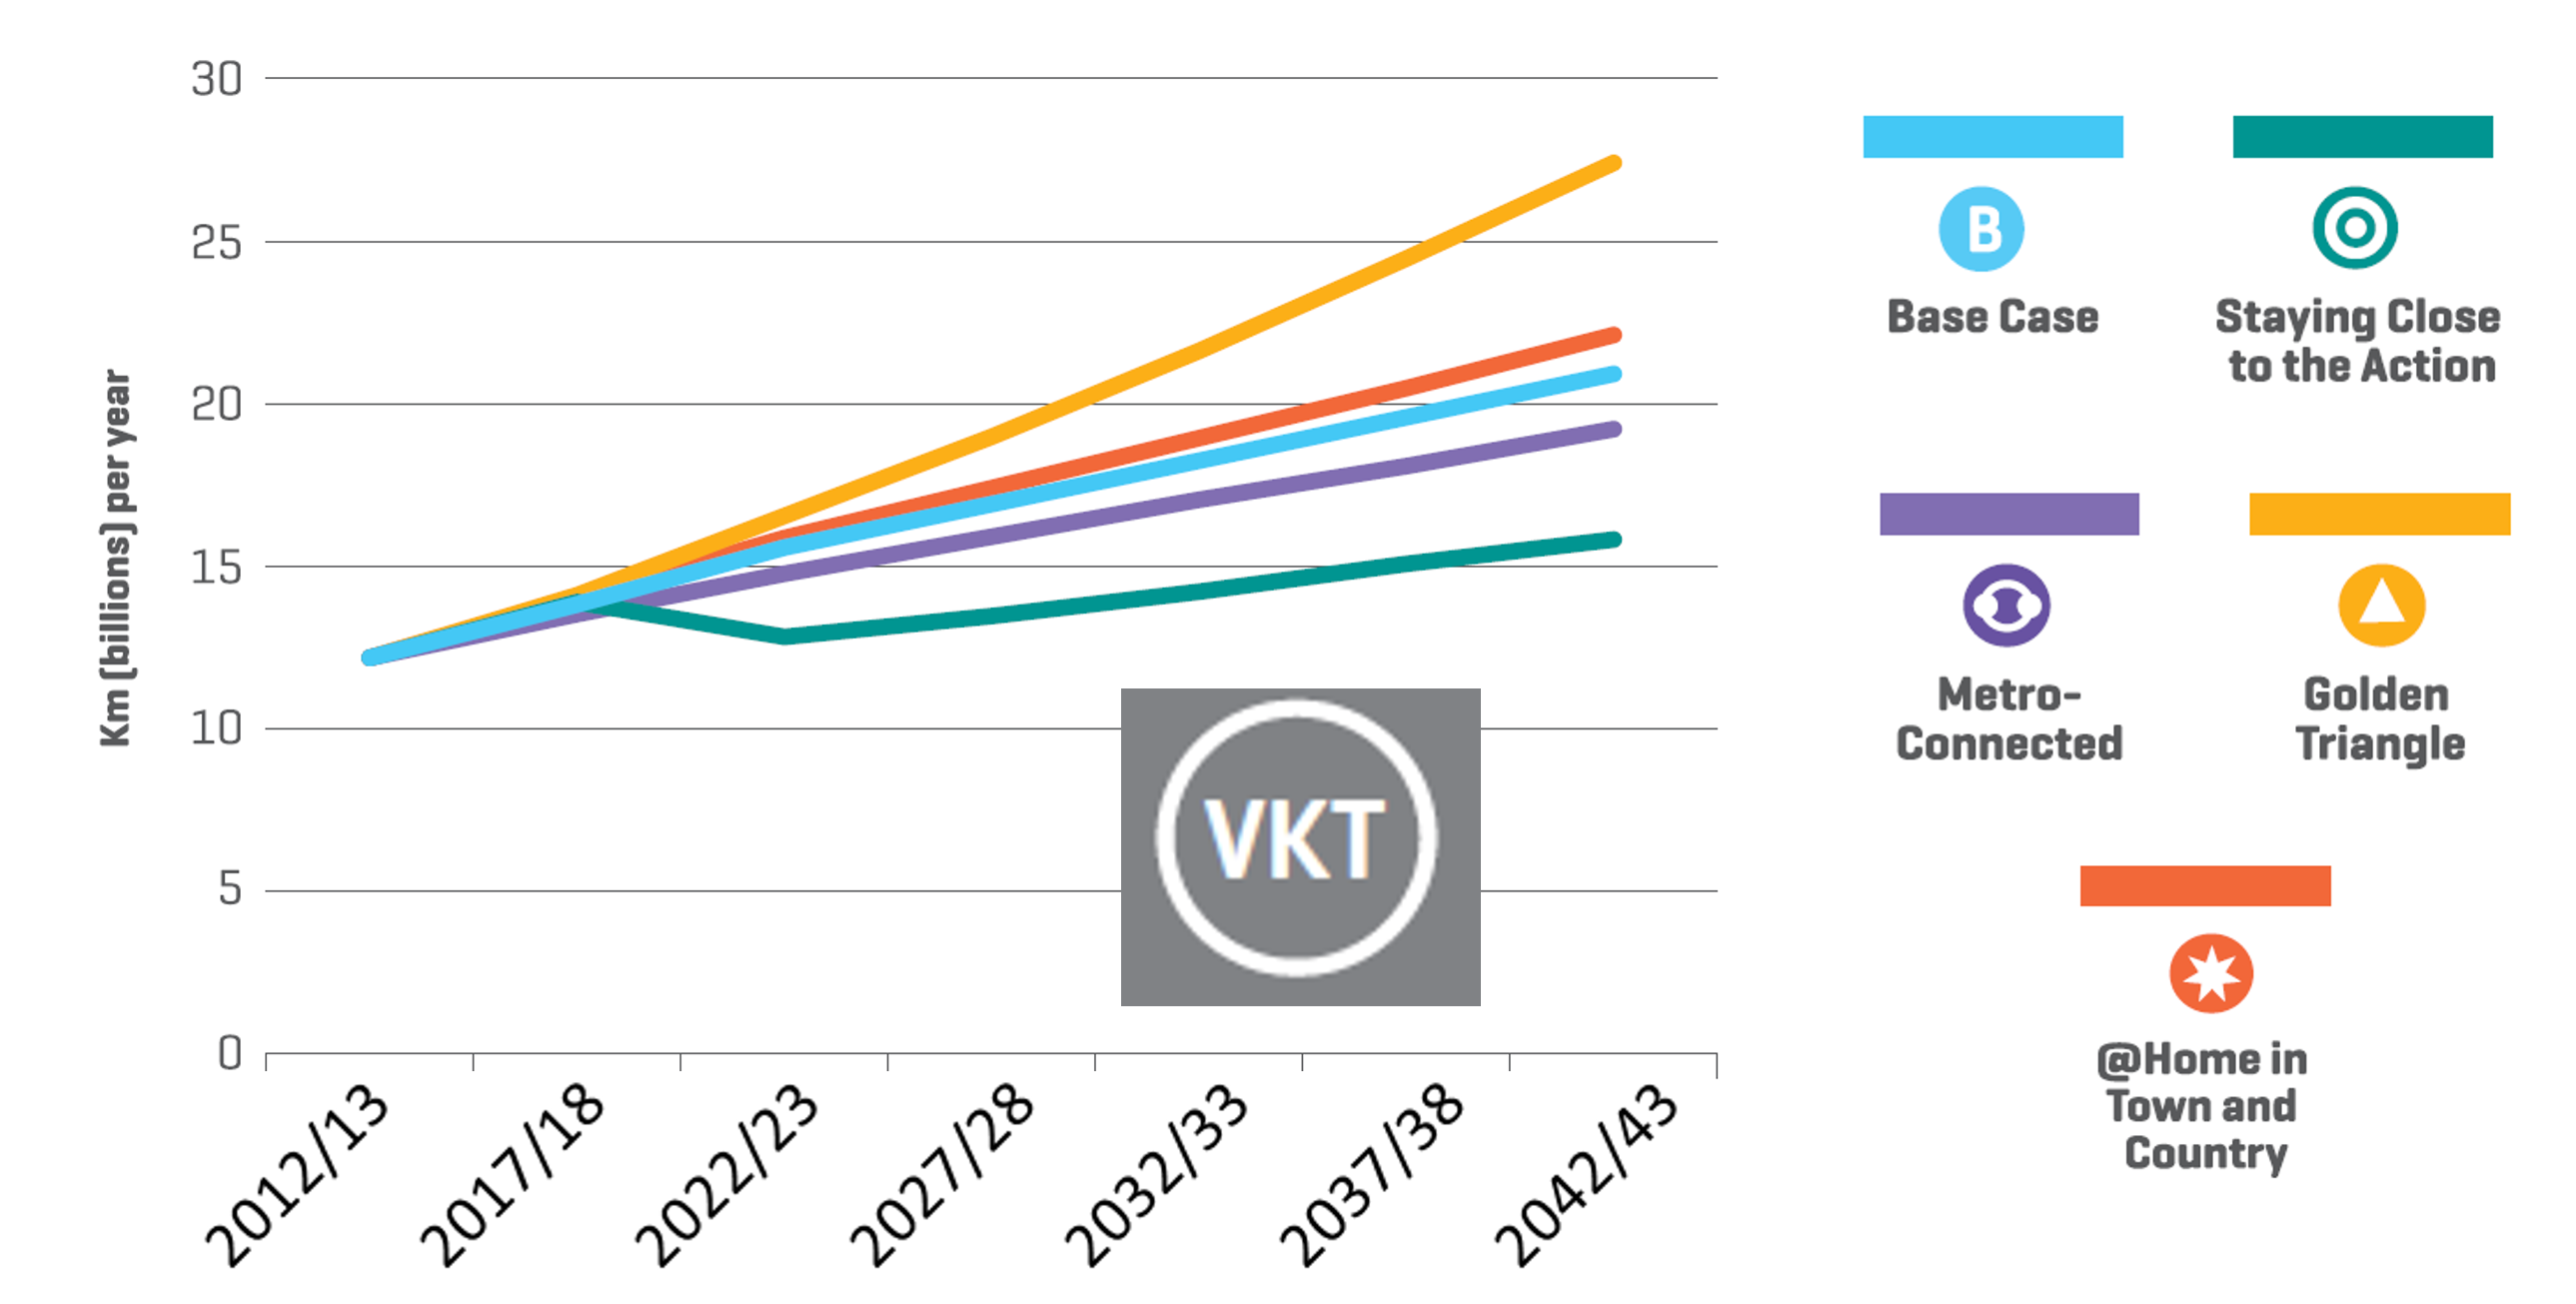 30
25
20
15
10
5
0
Km (billions) per year
2012/13
2017/18
2022/23
2027/28
2032/33
2037/38
2042/43
VKT
B
Base Case
Staying Close
to the Action
Metro-
Connected
Golden
Triangle
@Home in
Town and
Country